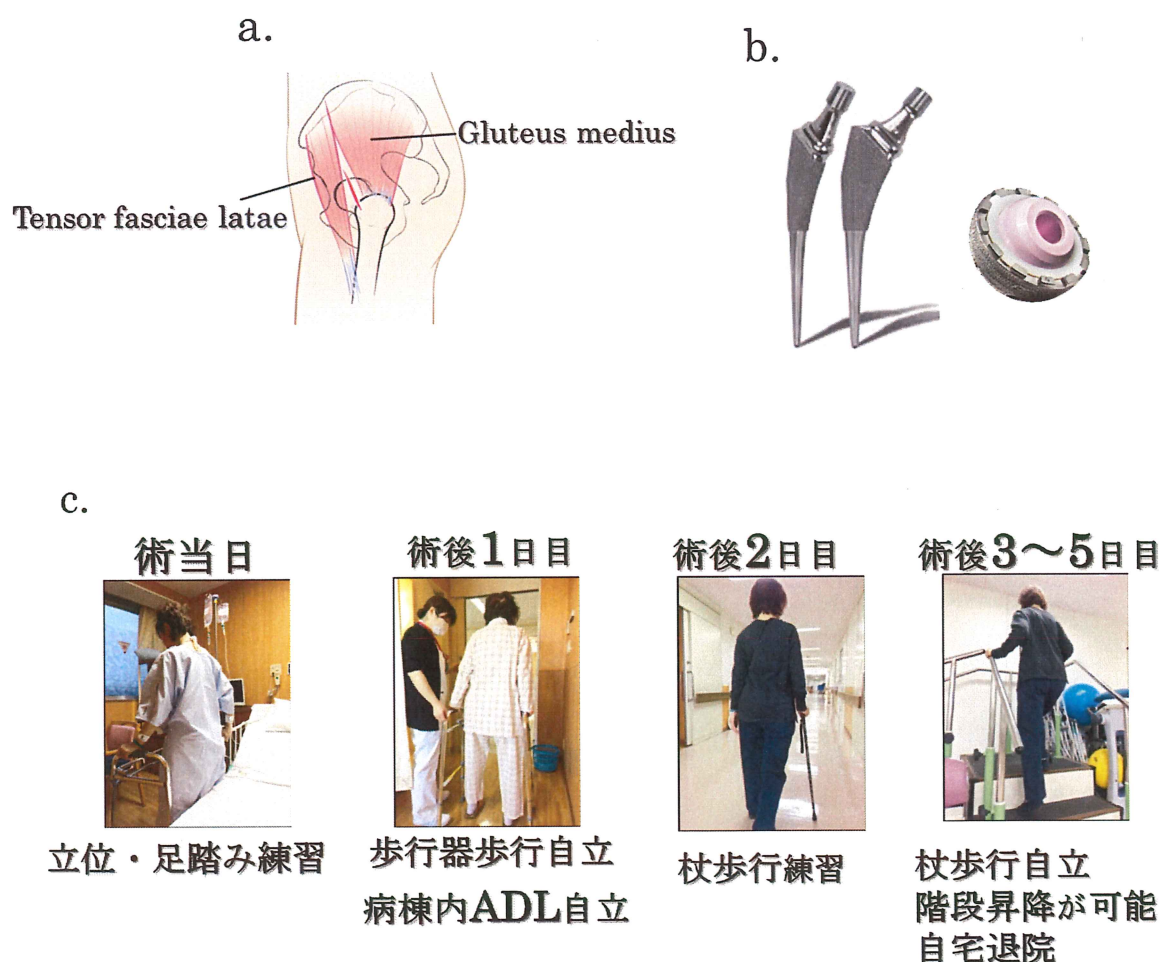 a.
Gluteus medius
Tensor fasciae latae
b.
c.
術当日
立位・足踏み練習
術後1日目
歩行器歩行自立
病棟内ADL自立
術後2日目
杖歩行練習
術後3〜5日目
杖歩行自立
階段昇降が可能
自宅退院